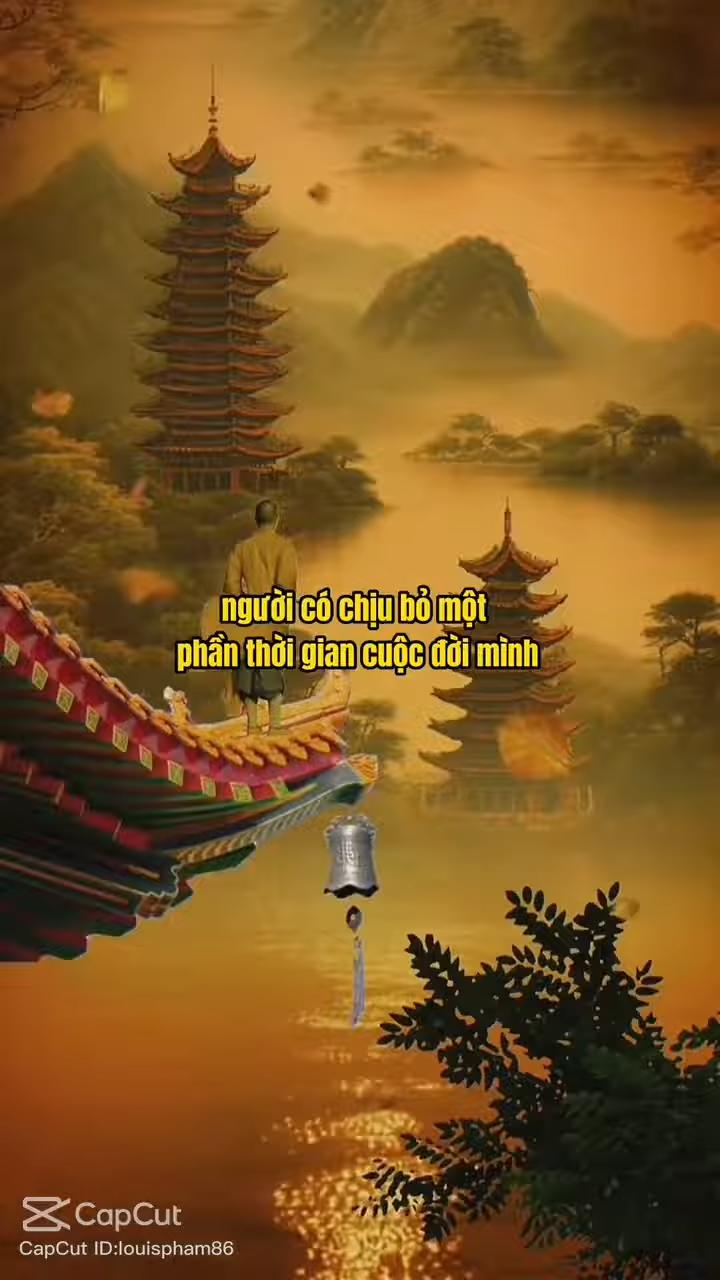 người có chịu bỏ một
phần thời gian cuộc đời mình
CapCut
CapCut ID:louispham86